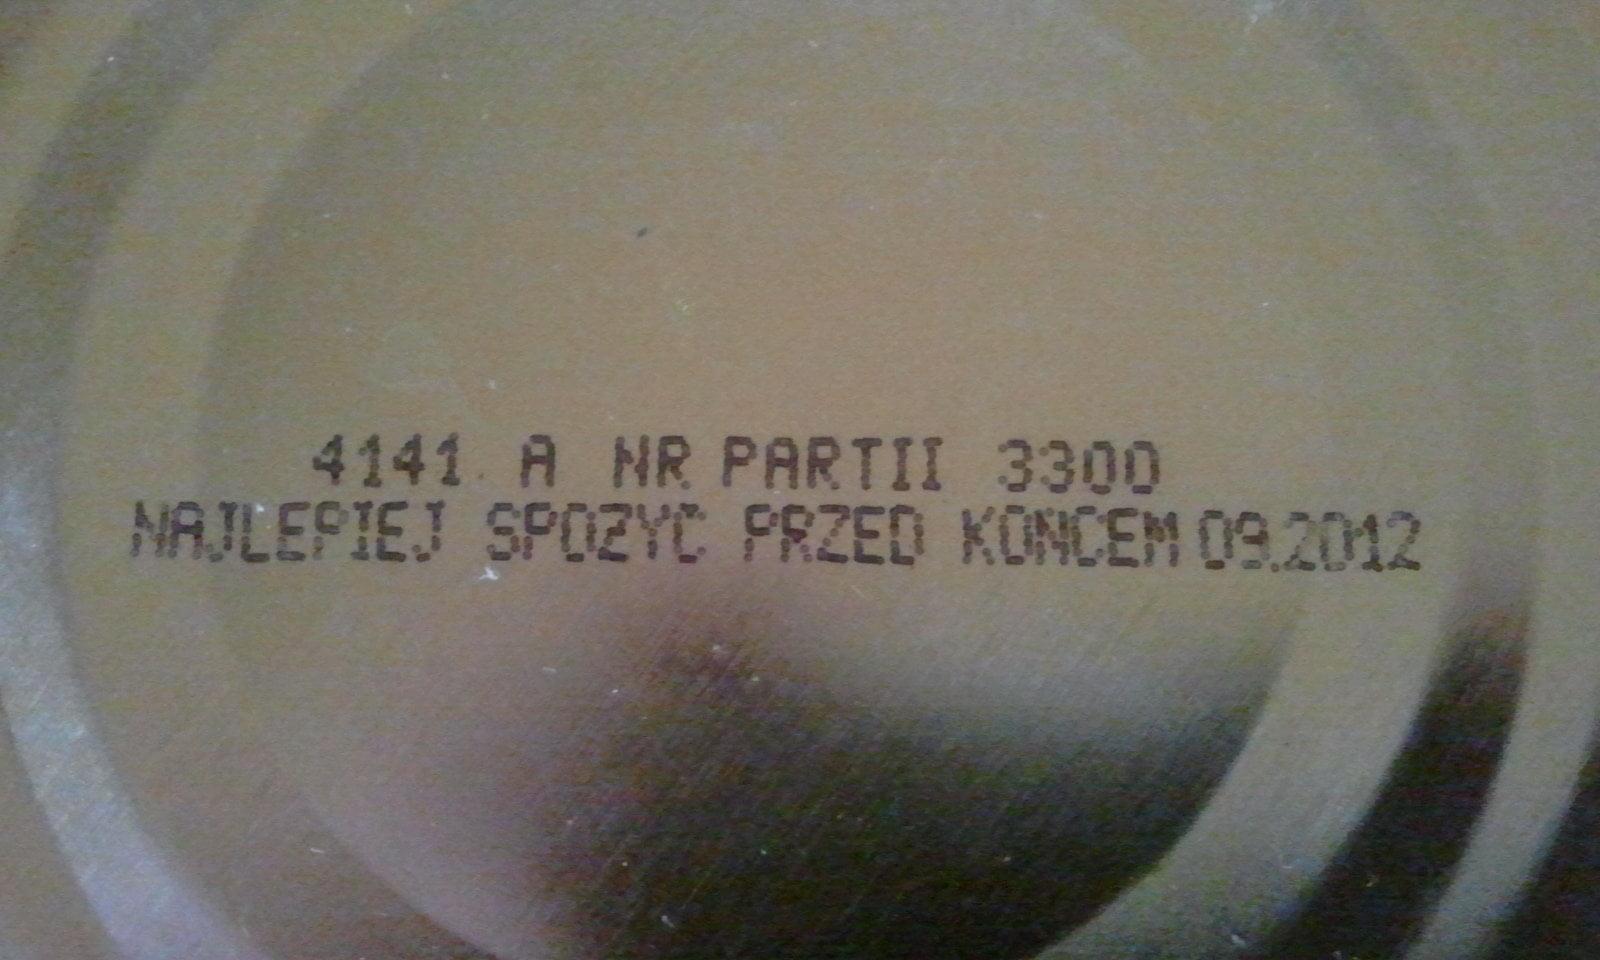 4141 A NR PARTII 3300
NAJLEPIEJ SPOZYC PRZED KONCEM 09.2012